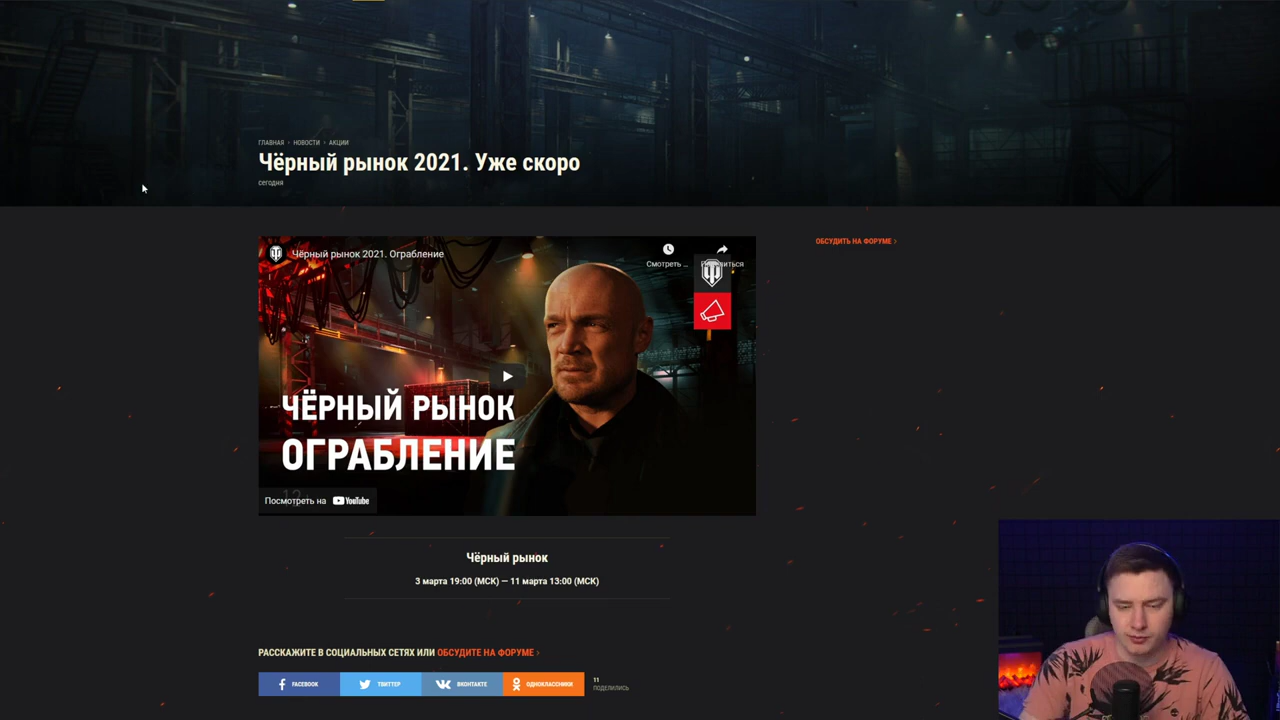 ГЛАВНАЯ › НОВОСТИ › АКЦИИ
Чёрный рынок 2021. Уже скоро
сегодня
ОБСУДИТЬ НА ФОРУМЕ ›
Чёрный рынок 2021. Ограбление
Смотреть ...
ЧЁРНЫЙ РЫНОК
ОГРАБЛЕНИЕ
Посмотреть на YouTube
Чёрный рынок
3 марта 19:00 (МСК) — 11 марта 13:00 (МСК)
РАССКАЖИТЕ В СОЦИАЛЬНЫХ СЕТЯХ ИЛИ ОБСУДИТЕ НА ФОРУМЕ ›
FACEBOOK ТВИТТЕР ВКОНТАКТЕ ОДНОКЛАССНИКИ 11
ПОДЕЛИЛИСЬ